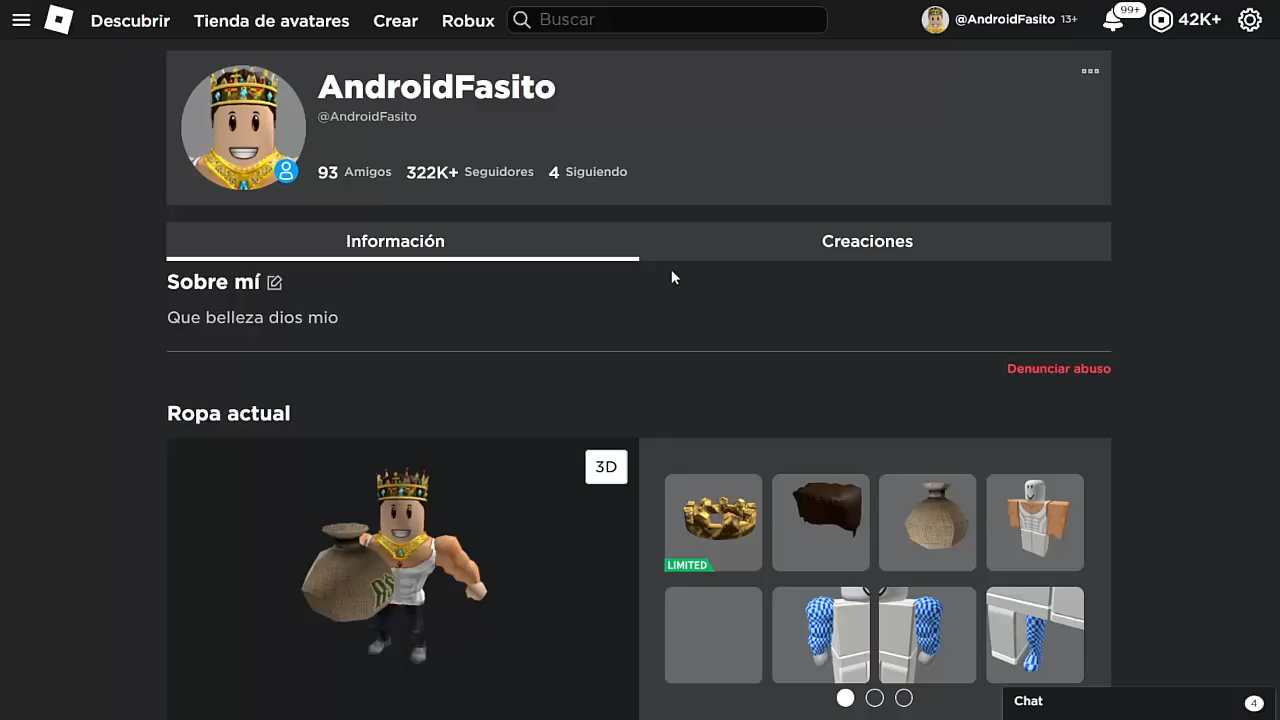 Descubrir Tienda de avatares Crear Robux Buscar @AndroidFasito 13+ 99+ 42K+
AndroidFasito
@AndroidFasito
93 Amigos 322K+ Seguidores 4 Siguiendo
Información Creaciones
Sobre mí
Que belleza dios mio
Denunciar abuso
Ropa actual
3D
LIMITED
Chat 4